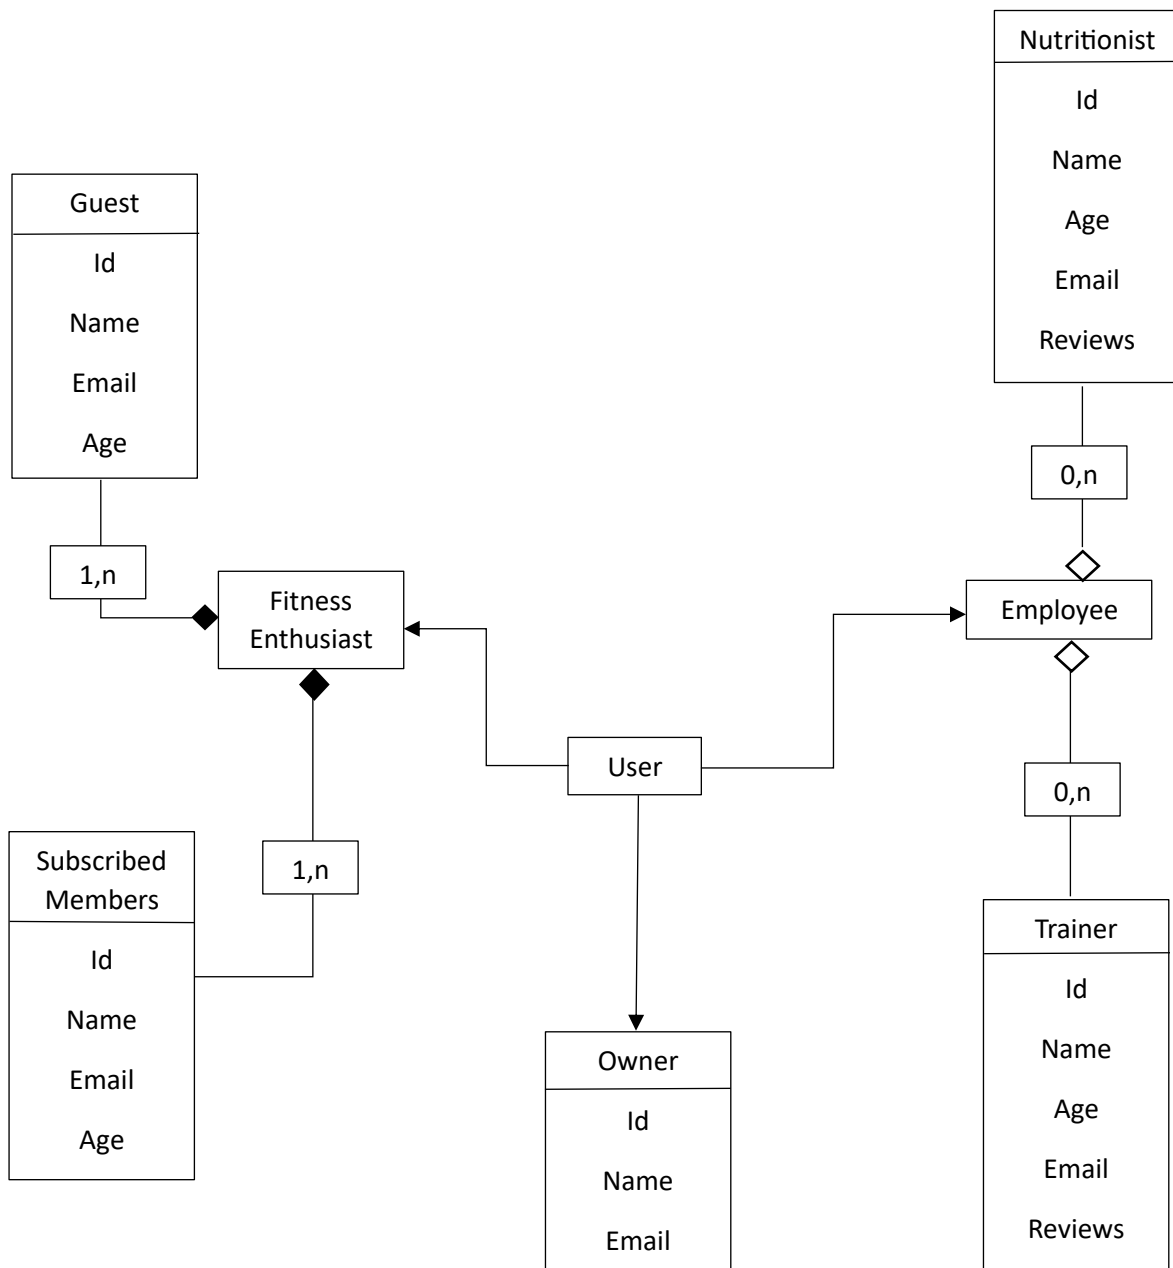 Nutritionist
Id
Name
Age
Email
Reviews
0,n
Guest
Id
Name
Email
Age
1,n
Fitness
Enthusiast
Employee
User
0,n
1,n
Subscribed
Members
Id
Name
Email
Age
Owner
Id
Name
Email
Trainer
Id
Name
Age
Email
Reviews